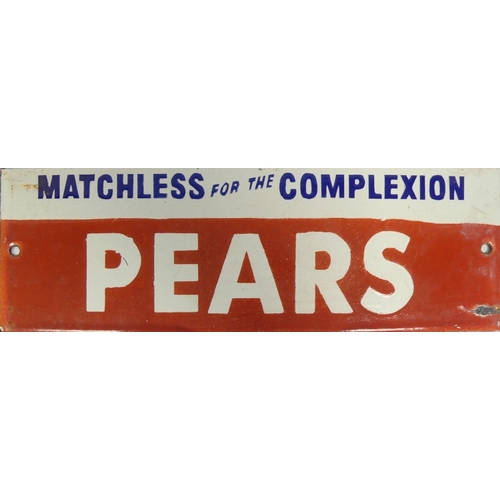 MATCHLESS FOR THE COMPLEXION
PEARS